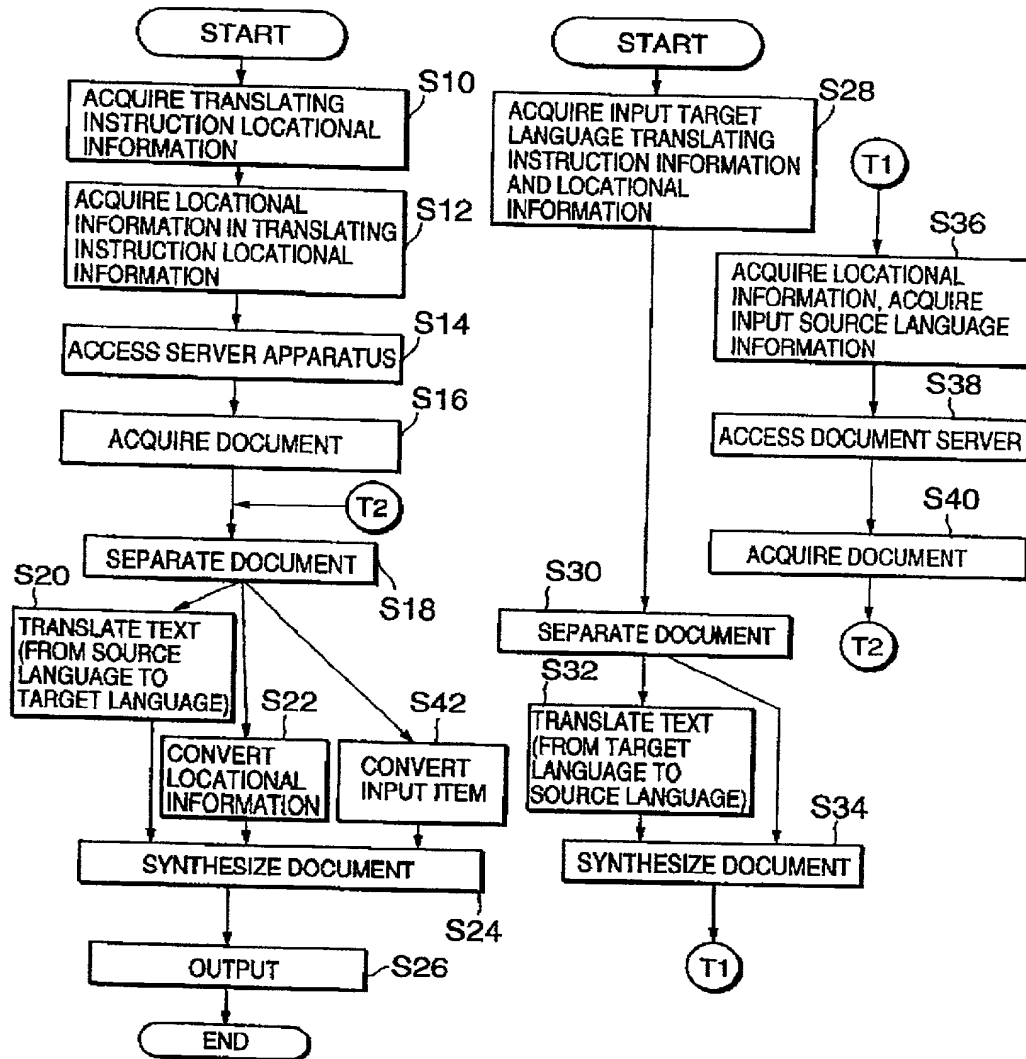 START
S10
ACQUIRE TRANSLATING
INSTRUCTION LOCATIONAL
INFORMATION
ACQUIRE LOCATIONAL
INFORMATION IN TRANSLATING
INSTRUCTION LOCATIONAL
INFORMATION
S12
S14
ACCESS SERVER APPARATUS
S16
ACQUIRE DOCUMENT
T2
SEPARATE DOCUMENT
S18
S20
TRANSLATE TEXT
(FROM SOURCE
LANGUAGE TO
TARGET LANGUAGE)
S22
CONVERT
LOCATIONAL
INFORMATION
S42
CONVERT
INPUT ITEM
SYNTHESIZE DOCUMENT
S24
OUTPUT
S26
END
START
S28
ACQUIRE INPUT TARGET
LANGUAGE TRANSLATING
INSTRUCTION INFORMATION
AND LOCATIONAL
INFORMATION
S30
SEPARATE DOCUMENT
S32
TRANSLATE TEXT
(FROM TARGET
LANGUAGE TO
SOURCE LANGUAGE)
S34
SYNTHESIZE DOCUMENT
T1
T1
S36
ACQUIRE LOCATIONAL
INFORMATION, ACQUIRE
INPUT SOURCE LANGUAGE
INFORMATION
S38
ACCESS DOCUMENT SERVER
S40
ACQUIRE DOCUMENT
T2